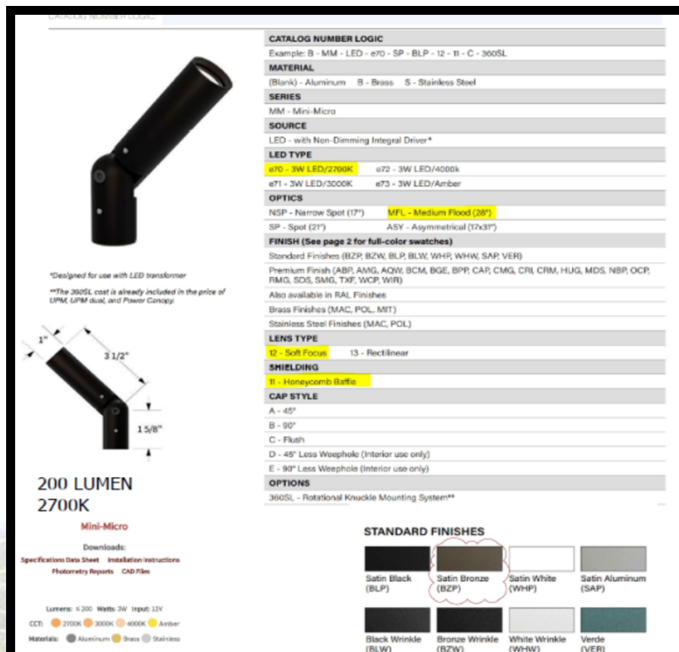 CATALOG NUMBER LOGIC
CATALOG NUMBER LOGIC
Example: B - MM - LED - e70 - SP - BLP - 12 - 11 - C - 360SL
MATERIAL
(Blank) - Aluminum B - Brass S - Stainless Steel
SERIES
MM - Mini-Micro
SOURCE
LED - with Non-Dimming Integral Driver*
LED TYPE
e70 - 3W LED/2700K e72 - 3W LED/4000k
e71 - 3W LED/3000K e73 - 3W LED/Amber
OPTICS
NSP - Narrow Spot (17°) MFL - Medium Flood (28°)
SP - Spot (21°) ASY - Asymmetrical (17x31°)
FINISH (See page 2 for full-color swatches)
Standard Finishes (BZP, BZW, BLP, BLW, WHP, WHW, SAP, VER)
Premium Finish (ABP, AMG, AQW, BCM, BGE, BPP, CAP, CMG, CRI, CRM, HUG, MDS, NBP, OCP,
RMG, SDS, SMG, TXF, WCP, WIR)
Also available in RAL Finishes
Brass Finishes (MAC, POL, MIT)
Stainless Steel Finishes (MAC, POL)
LENS TYPE
12 - Soft Focus 13 - Rectilinear
SHIELDING
11 - Honeycomb Baffle
CAP STYLE
A - 45°
B - 90°
C - Flush
D - 45° Less Weephole (Interior use only)
E - 90° Less Weephole (Interior use only)
OPTIONS
360SL - Rotational Knuckle Mounting System**
*Designed for use with LED transformer
**The 360SL cost is already included in the price of
UPM, UPM dual, and Power Canopy.
1"
3 1/2"
1 5/8"
200 LUMEN
2700K
Mini-Micro
Downloads:
Specifications Data Sheet Installation Instructions
Photometry Reports CAD Files
Lumens: ≤ 200 Watts: 3W Input: 12V
CCT: 2700K 3000K 4000K Amber
Materials: Aluminum Brass Stainless
STANDARD FINISHES
Satin Black Satin Bronze Satin White Satin Aluminum
(BLP) (BZP) (WHP) (SAP)
Black Wrinkle Bronze Wrinkle White Wrinkle Verde
(BLW) (BZW) (WHW) (VER)